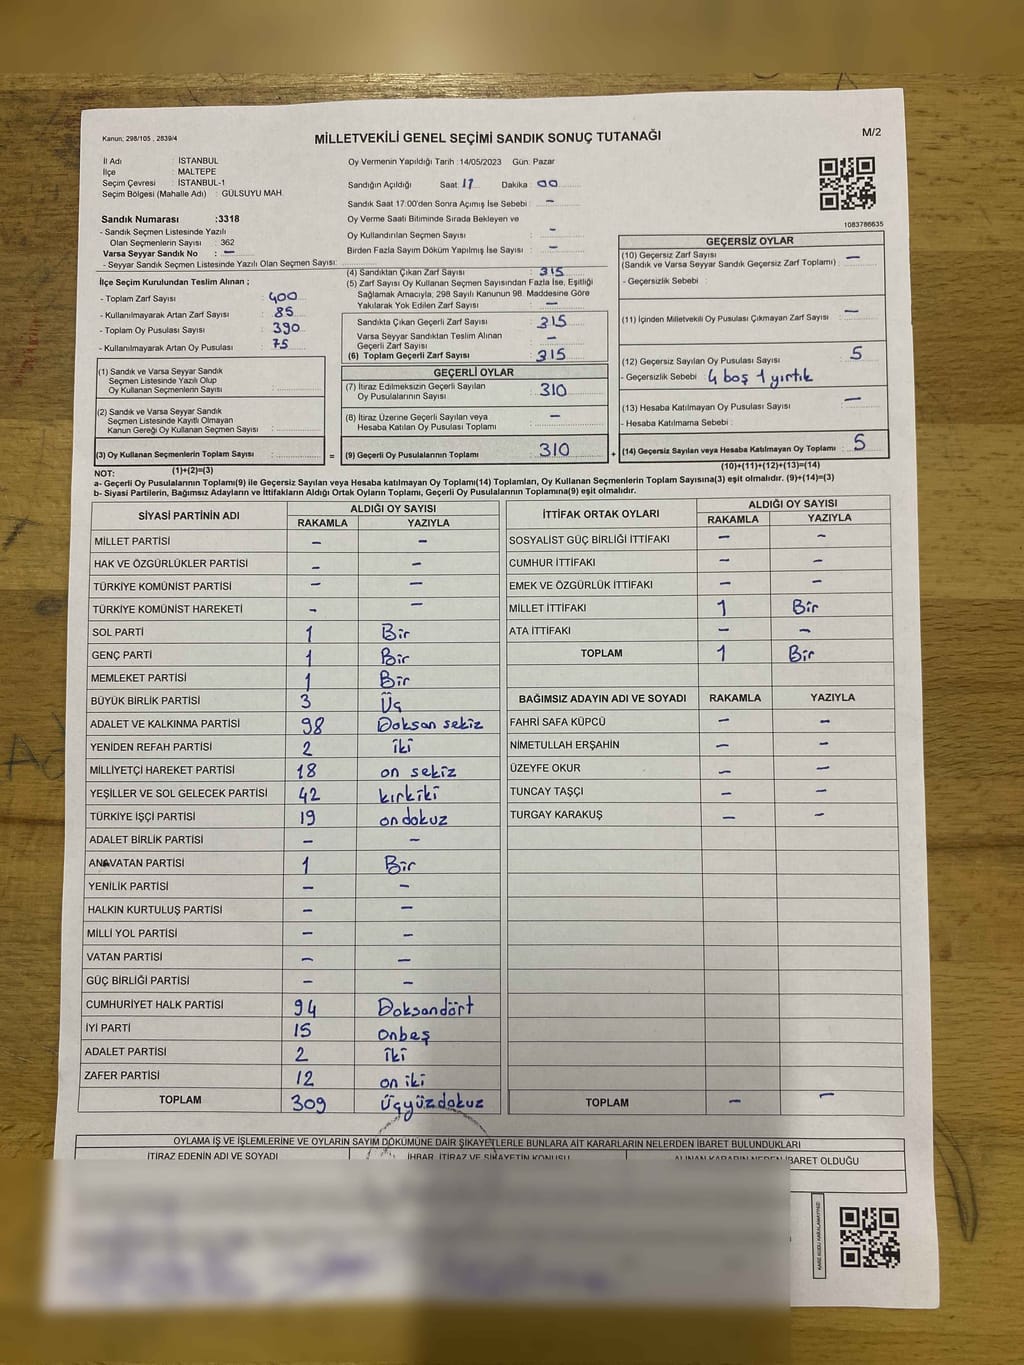 Kanun; 298/105 , 2839/4
MİLLETVEKİLİ GENEL SEÇİMİ SANDIK SONUÇ TUTANAĞI
M/2
İl Adı : İSTANBUL
İlçe : MALTEPE
Seçim Çevresi : İSTANBUL-1
Seçim Bölgesi (Mahalle Adı) : GÜLSUYU MAH.
Oy Vermenin Yapıldığı Tarih :14/05/2023 Gün: Pazar
Sandığın Açıldığı Saat: 17 Dakika 00
Sandık Saat 17:00'den Sonra Açımış İse Sebebi : -
Oy Verme Saati Bitiminde Sırada Bekleyen ve
Oy Kullandırılan Seçmen Sayısı : -
Birden Fazla Sayım Döküm Yapılmış İse Sayısı : -
1083786635
Sandık Numarası :3318
- Sandık Seçmen Listesinde Yazılı
Olan Seçmenlerin Sayısı : 362
Varsa Seyyar Sandık No : -
- Seyyar Sandık Seçmen Listesinde Yazılı Olan Seçmen Sayısı:
İlçe Seçim Kurulundan Teslim Alınan ;
- Toplam Zarf Sayısı : 400
- Kullanılmayarak Artan Zarf Sayısı : 85
- Toplam Oy Pusulası Sayısı : 390
- Kullanılmayarak Artan Oy Pusulası : 75
(1) Sandık ve Varsa Seyyar Sandık
Seçmen Listesinde Yazılı Olup
Oy Kullanan Seçmenlerin Sayısı :
(2) Sandık ve Varsa Seyyar Sandık
Seçmen Listesinde Kayıtlı Olmayan
Kanun Gereği Oy Kullanan Seçmen Sayısı :
(3) Oy Kullanan Seçmenlerin Toplam Sayısı :
(4) Sandıktan Çıkan Zarf Sayısı : 315
(5) Zarf Sayısı Oy Kullanan Seçmen Sayısından Fazla İse, Eşitliği
Sağlamak Amacıyla, 298 Sayılı Kanunun 98. Maddesine Göre
Yakılarak Yok Edilen Zarf Sayısı : -
Sandıkta Çıkan Geçerli Zarf Sayısı : 315
Varsa Seyyar Sandıktan Teslim Alınan
Geçerli Zarf Sayısı : -
(6) Toplam Geçerli Zarf Sayısı : 315
GEÇERLİ OYLAR
(7) İtiraz Edilmeksizin Geçerli Sayılan
Oy Pusulalarının Sayısı : 310
(8) İtiraz Üzerine Geçerli Sayılan veya
Hesaba Katılan Oy Pusulası Toplamı : -
= (9) Geçerli Oy Pusulalarının Toplamı : 310
GEÇERSİZ OYLAR
(10) Geçersiz Zarf Sayısı
(Sandık ve Varsa Seyyar Sandık Geçersiz Zarf Toplamı) : -
- Geçersizlik Sebebi :
(11) İçinden Milletvekili Oy Pusulası Çıkmayan Zarf Sayısı : -
(12) Geçersiz Sayılan Oy Pusulası Sayısı : 5
- Geçersizlik Sebebi : 4 boş 1 yırtık
(13) Hesaba Katılmayan Oy Pusulası Sayısı : -
- Hesaba Katılmama Sebebi :
+ (14) Geçersiz Sayılan veya Hesaba Katılmayan Oy Toplamı : 5
NOT: (1)+(2)=(3)
(10)+(11)+(12)+(13)=(14)
a- Geçerli Oy Pusulalarının Toplamı(9) ile Geçersiz Sayılan veya Hesaba katılmayan Oy Toplamı(14) Toplamları, Oy Kullanan Seçmenlerin Toplam Sayısına(3) eşit olmalıdır. (9)+(14)=(3)
b- Siyasi Partilerin, Bağımsız Adayların ve İttifakların Aldığı Ortak Oyların Toplamı, Geçerli Oy Pusulalarının Toplamına(9) eşit olmalıdır.
SİYASİ PARTİNİN ADI ALDIĞI OY SAYISI
RAKAMLA YAZIYLA
MİLLET PARTİSİ - -
HAK VE ÖZGÜRLÜKLER PARTİSİ - -
TÜRKİYE KOMÜNİST PARTİSİ - -
TÜRKİYE KOMÜNİST HAREKETİ - -
SOL PARTİ 1 Bir
GENÇ PARTİ 1 Bir
MEMLEKET PARTİSİ 1 Bir
BÜYÜK BİRLİK PARTİSİ 3 Üç
ADALET VE KALKINMA PARTİSİ 98 Doksan sekiz
YENİDEN REFAH PARTİSİ 2 iki
MİLLİYETÇİ HAREKET PARTİSİ 18 on sekiz
YEŞİLLER VE SOL GELECEK PARTİSİ 42 kırkiki
TÜRKİYE İŞÇİ PARTİSİ 19 ondokuz
ADALET BİRLİK PARTİSİ - -
ANAVATAN PARTİSİ 1 Bir
YENİLİK PARTİSİ - -
HALKIN KURTULUŞ PARTİSİ - -
MİLLİ YOL PARTİSİ - -
VATAN PARTİSİ - -
GÜÇ BİRLİĞİ PARTİSİ - -
CUMHURİYET HALK PARTİSİ 94 Doksandört
İYİ PARTİ 15 Onbeş
ADALET PARTİSİ 2 iki
ZAFER PARTİSİ 12 on iki
TOPLAM 309 Üçyüzdokuz
İTTİFAK ORTAK OYLARI ALDIĞI OY SAYISI
RAKAMLA YAZIYLA
SOSYALİST GÜÇ BİRLİĞİ İTTİFAKI - -
CUMHUR İTTİFAKI - -
EMEK VE ÖZGÜRLÜK İTTİFAKI - -
MİLLET İTTİFAKI 1 Bir
ATA İTTİFAKI - -
TOPLAM 1 Bir
BAĞIMSIZ ADAYIN ADI VE SOYADI RAKAMLA YAZIYLA
FAHRİ SAFA KÜPCÜ - -
NİMETULLAH ERŞAHİN - -
ÜZEYFE OKUR - -
TUNCAY TAŞÇI - -
TURGAY KARAKUŞ - -
TOPLAM - -
OYLAMA İŞ VE İŞLEMLERİNE VE OYLARIN SAYIM DÖKÜMÜNE DAİR ŞİKAYETLERLE BUNLARA AİT KARARLARIN NELERDEN İBARET BULUNDUKLARI
İTİRAZ EDENİN ADI VE SOYADI İHBAR, İTİRAZ VE ŞİKAYETİN KONUSU ALINAN KARARIN NEDEN İBARET OLDUĞU
KARE KODU KARALAMAYINIZ!